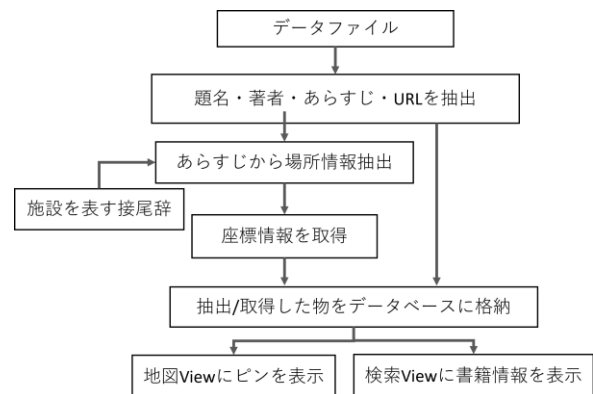 データファイル
題名・著者・あらすじ・URLを抽出
あらすじから場所情報抽出
施設を表す接尾辞
座標情報を取得
抽出/取得した物をデータベースに格納
地図Viewにピンを表示
検索Viewに書籍情報を表示